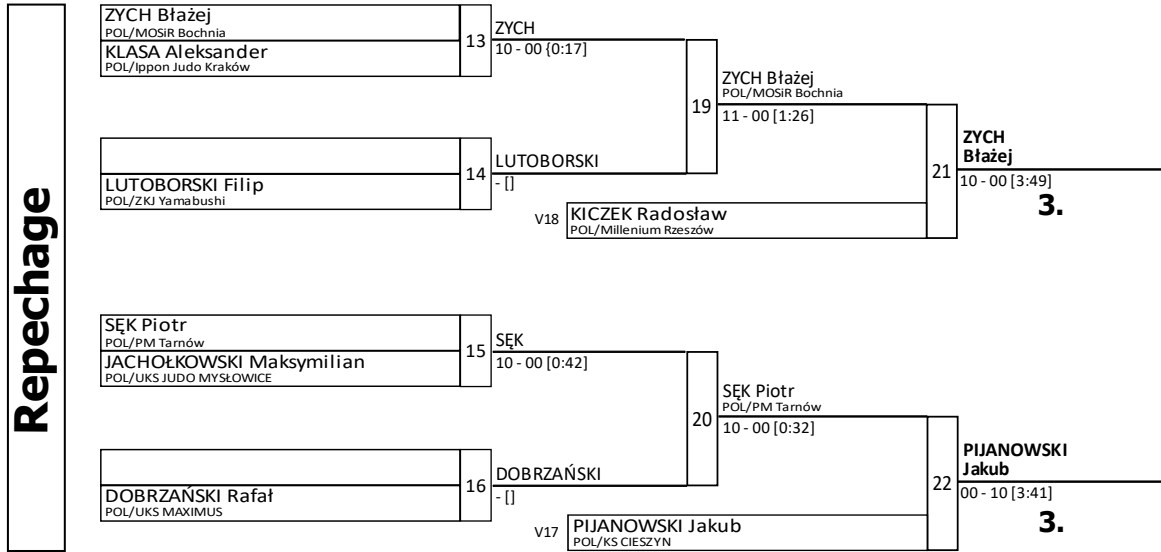 Repechage
ZYCH Błażej
POL/MOSiR Bochnia
KLASA Aleksander
POL/Ippon Judo Kraków
13
ZYCH
10 - 00 {0:17]
LUTOBORSKI Filip
POL/ZKJ Yamabushi
14
LUTOBORSKI
- []
19
ZYCH Błażej
POL/MOSiR Bochnia
11 - 00 [1:26]
V18
KICZEK Radosław
POL/Millenium Rzeszów
21
ZYCH
Błażej
10 - 00 [3:49]
3.
SĘK Piotr
POL/PM Tarnów
JACHOŁKOWSKI Maksymilian
POL/UKS JUDO MYSŁOWICE
15
SĘK
10 - 00 [0:42]
DOBRZAŃSKI Rafał
POL/UKS MAXIMUS
16
DOBRZAŃSKI
- []
20
SĘK Piotr
POL/PM Tarnów
10 - 00 [0:32]
V17
PIJANOWSKI Jakub
POL/KS CIESZYN
22
PIJANOWSKI
Jakub
00 - 10 [3:41]
3.